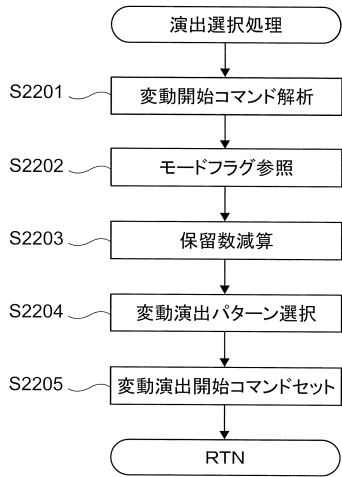 演出選択処理
S2201
変動開始コマンド解析
S2202
モードフラグ参照
S2203
保留数減算
S2204
変動演出パターン選択
S2205
変動演出開始コマンドセット
RTN